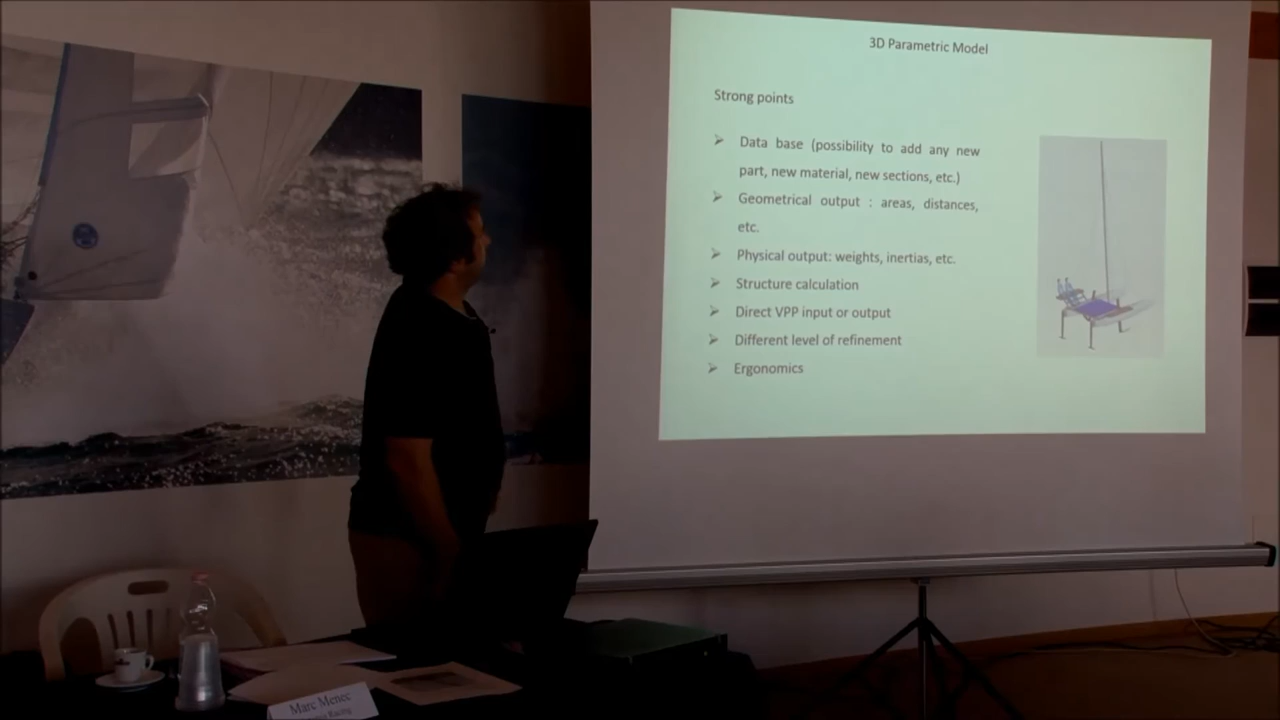 3D Parametric Model
Strong points
Data base (possibility to add any new
part, new material, new sections, etc.)
Geometrical output : areas, distances,
etc.
Physical output: weights, inertias, etc.
Structure calculation
Direct VPP input or output
Different level of refinement
Ergonomics
Marc Menec
Racing